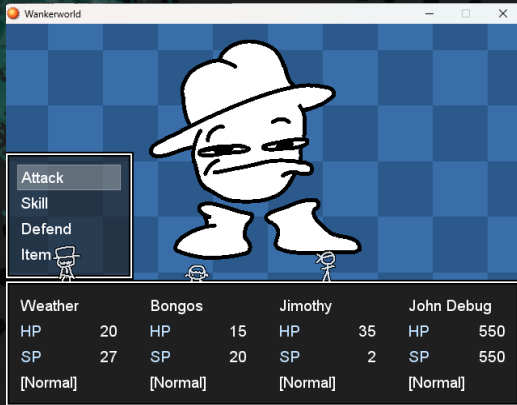 Wankerworld
Attack
Skill
Defend
Item
Weather Bongos Jimothy John Debug
HP 20 HP 15 HP 35 HP 550
SP 27 SP 20 SP 2 SP 550
[Normal] [Normal] [Normal] [Normal]